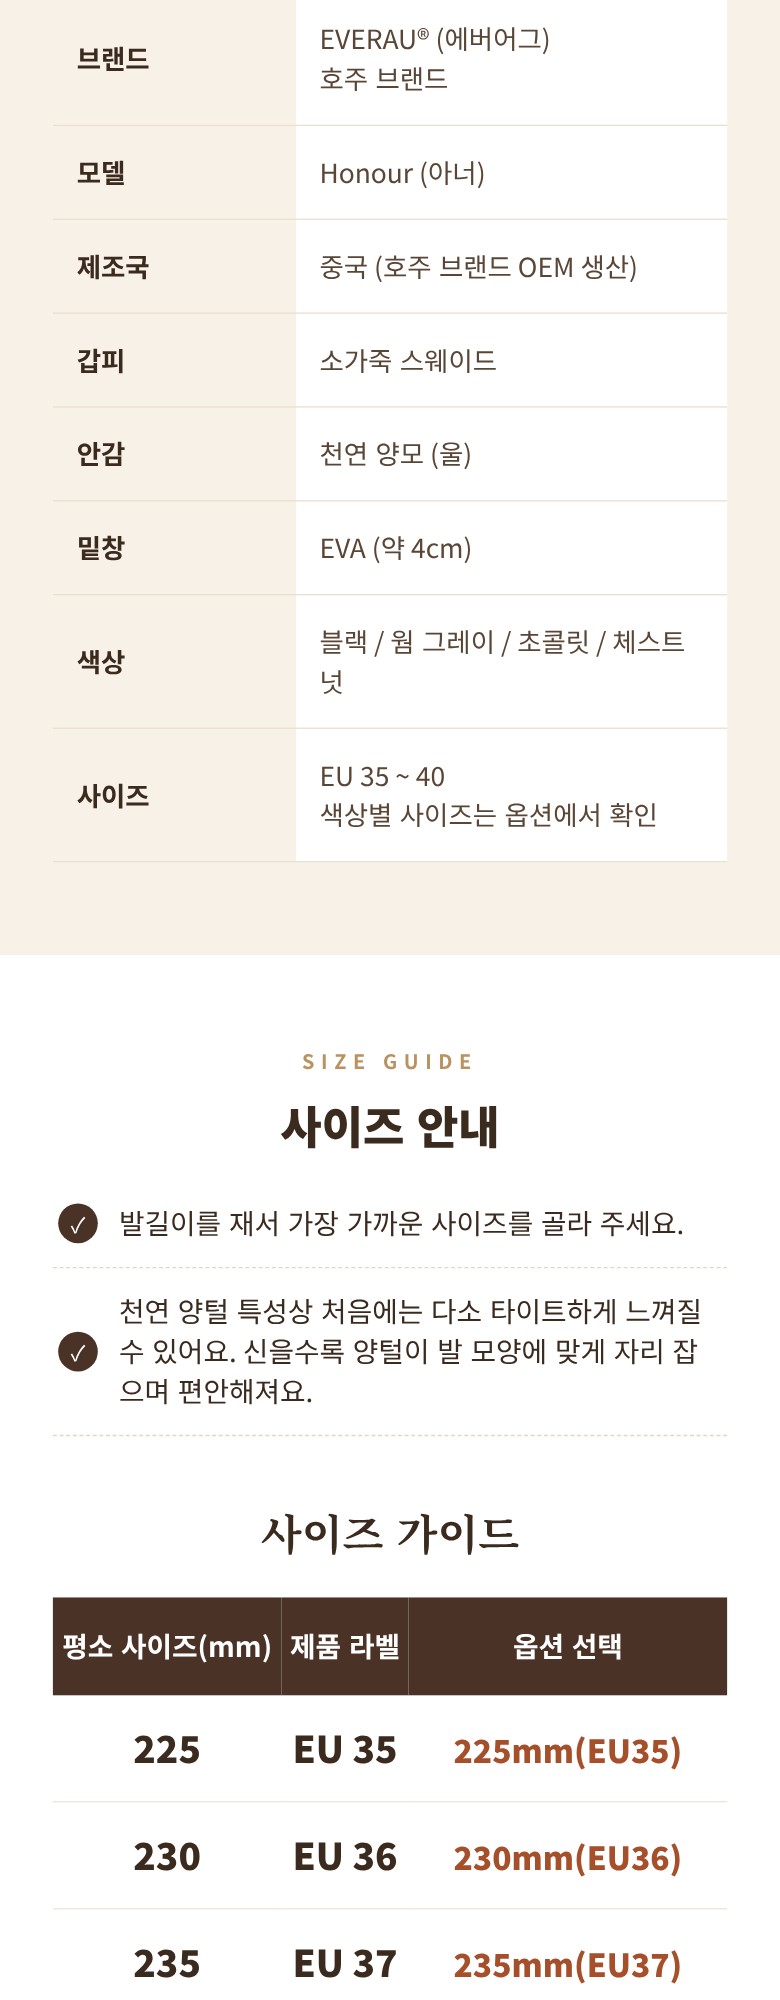 브랜드
EVERAU® (에버어그)
호주 브랜드
모델
Honour (아너)
제조국
중국 (호주 브랜드 OEM 생산)
갑피
소가죽 스웨이드
안감
천연 양모 (울)
밑창
EVA (약 4cm)
색상
블랙 / 웜 그레이 / 초콜릿 / 체스트
넛
사이즈
EU 35 ~ 40
색상별 사이즈는 옵션에서 확인
SIZE GUIDE
사이즈 안내
✓ 발길이를 재서 가장 가까운 사이즈를 골라 주세요.
✓ 천연 양털 특성상 처음에는 다소 타이트하게 느껴질
수 있어요. 신을수록 양털이 발 모양에 맞게 자리 잡
으며 편안해져요.
사이즈 가이드
평소 사이즈(mm) 제품 라벨 옵션 선택
225 EU 35 225mm(EU35)
230 EU 36 230mm(EU36)
235 EU 37 235mm(EU37)